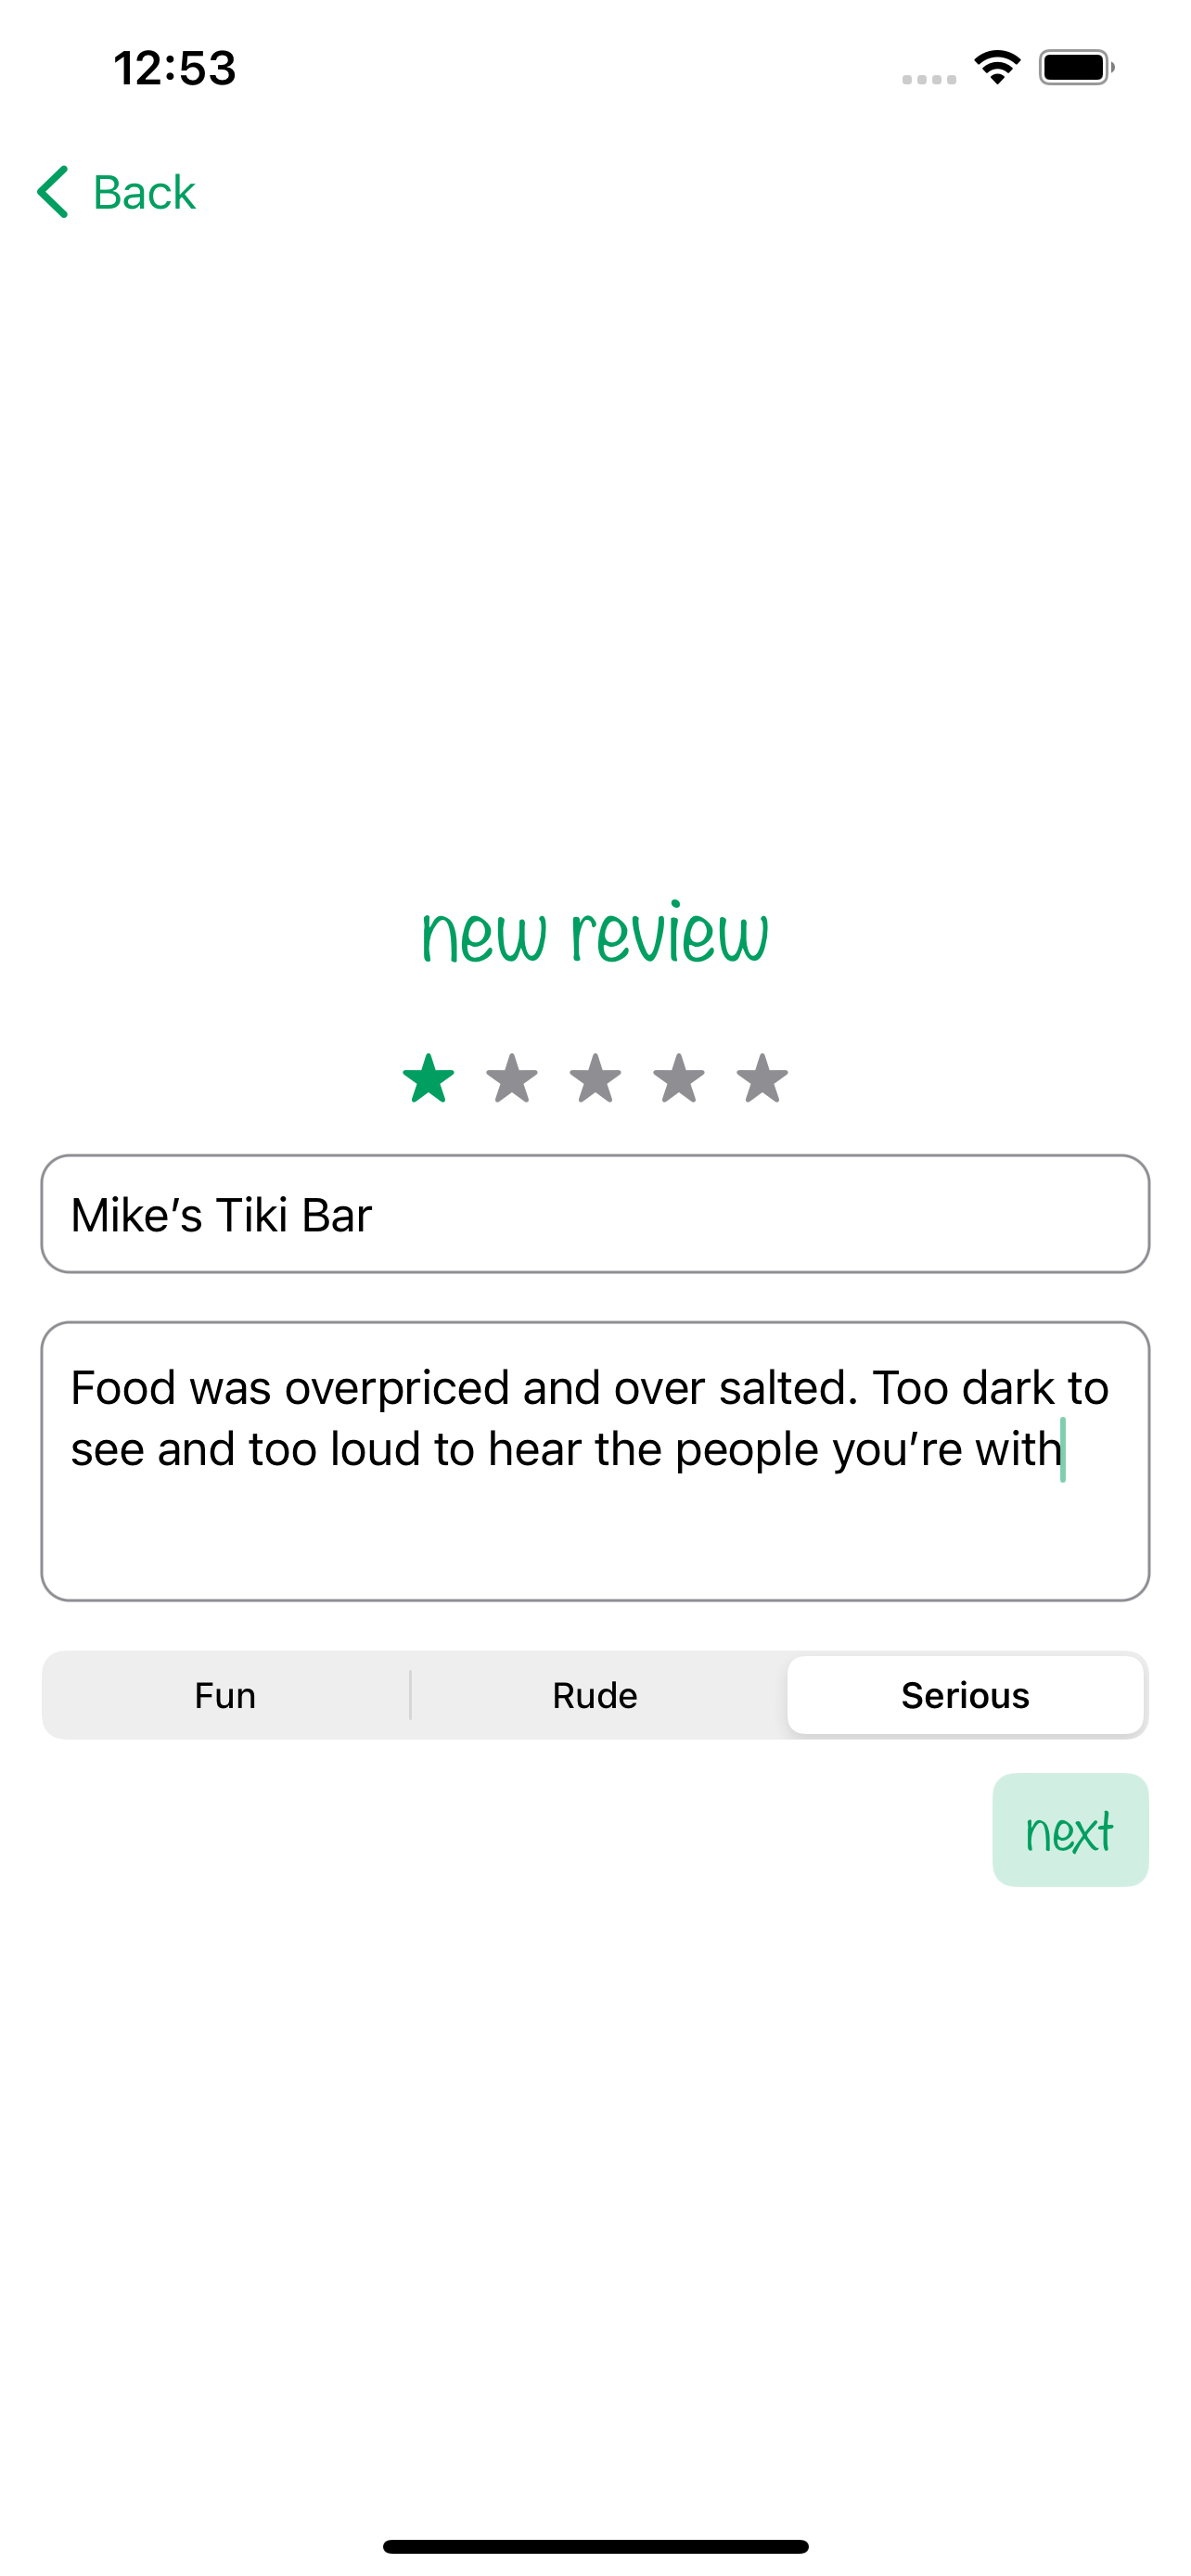 12:53
Back
new review
Mike’s Tiki Bar
Food was overpriced and over salted. Too dark to
see and too loud to hear the people you’re with
Fun
Rude
Serious
next